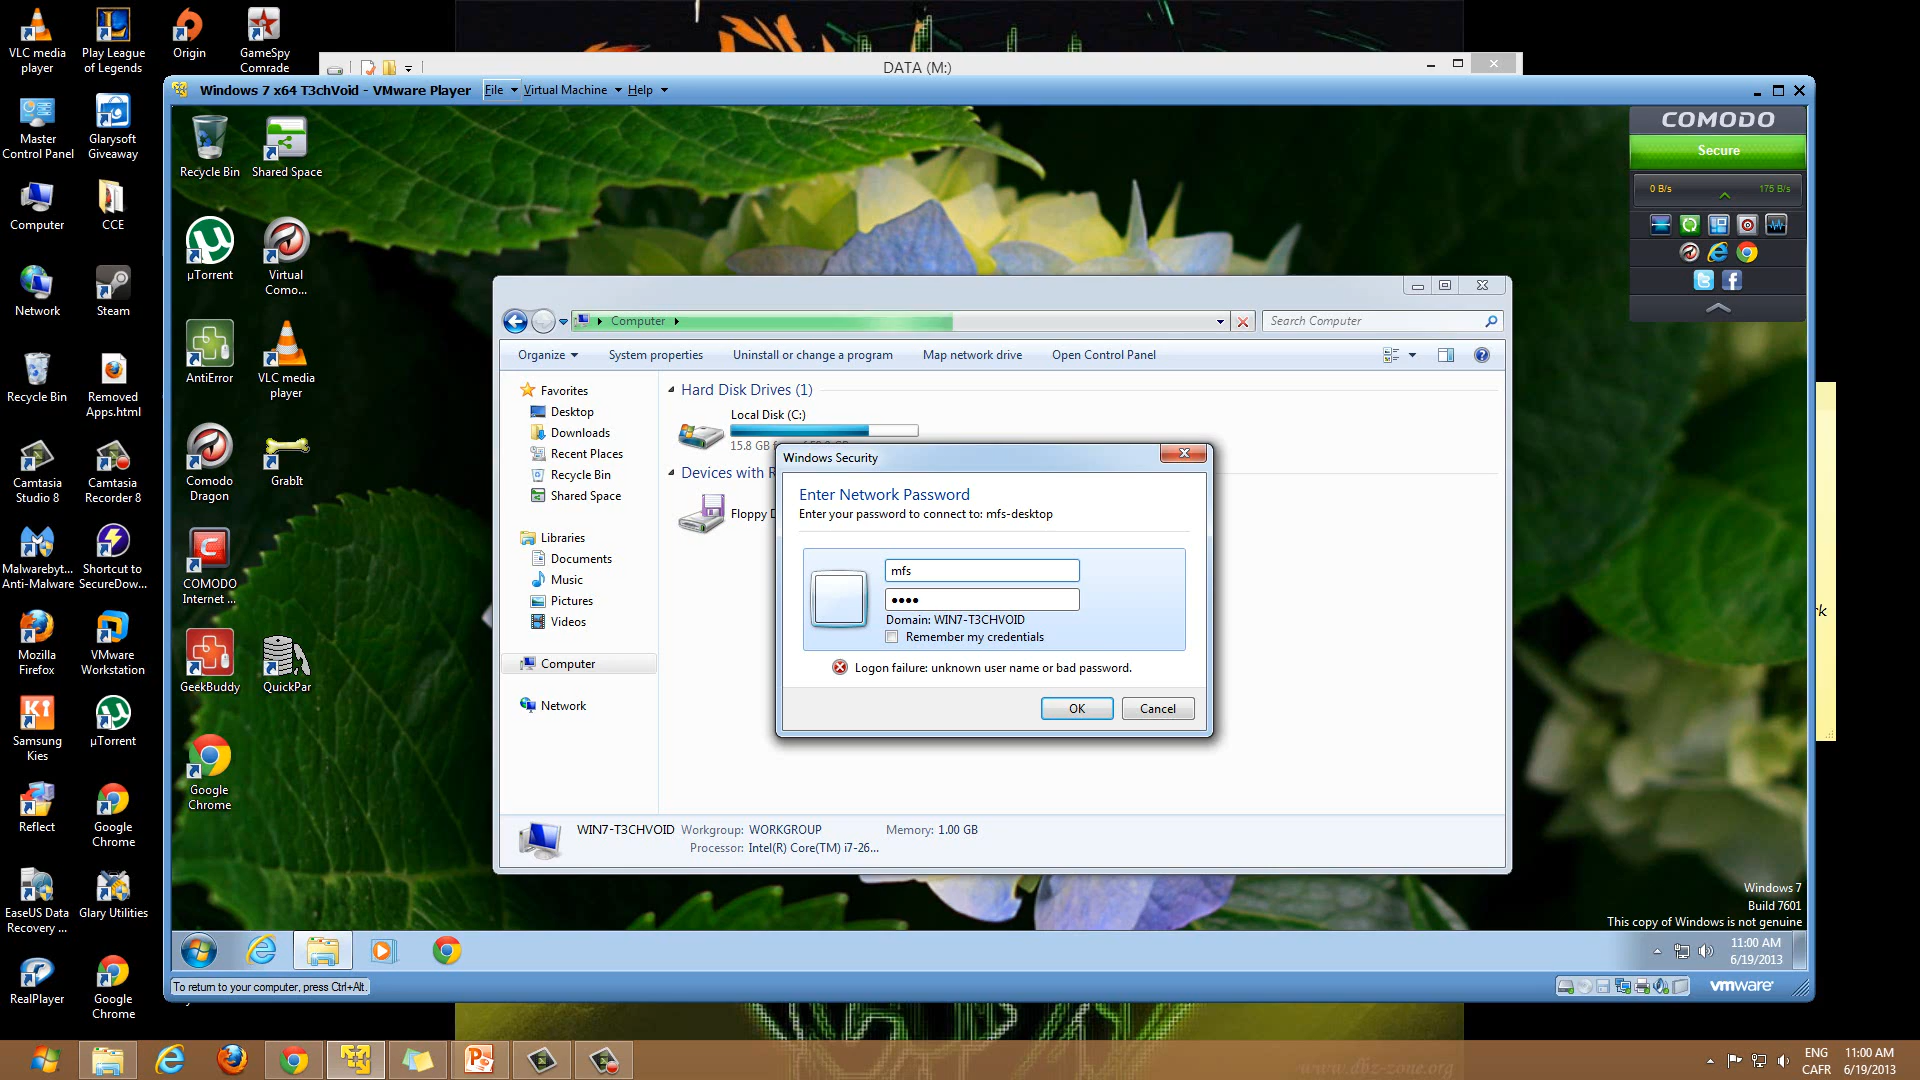 VLC media player
Play League of Legends
Origin
GameSpy Comrade
Master Control Panel
Glarysoft Giveaway
Computer
CCE
Network
Steam
Recycle Bin
Removed Apps.html
Camtasia Studio 8
Camtasia Recorder 8
Malwarebyt... Anti-Malware
Shortcut to SecureDow...
Mozilla Firefox
VMware Workstation
Samsung Kies
µTorrent
Reflect
Google Chrome
EaseUS Data Recovery ...
Glary Utilities
RealPlayer
Google Chrome
DATA (M:)
Windows 7 x64 T3chVoid - VMware Player
File
Virtual Machine
Help
Recycle Bin
Shared Space
µTorrent
Virtual Como...
AntiError
VLC media player
Comodo Dragon
GrabIt
COMODO Internet ...
GeekBuddy
QuickPar
Google Chrome
COMODO
Secure
0 B/s
175 B/s
Computer
Search Computer
Organize
System properties
Uninstall or change a program
Map network drive
Open Control Panel
Favorites
Desktop
Downloads
Recent Places
Recycle Bin
Shared Space
Libraries
Documents
Music
Pictures
Videos
Computer
Network
Hard Disk Drives (1)
Local Disk (C:)
15.8 GB
Devices with R
Floppy D
Windows Security
Enter Network Password
Enter your password to connect to: mfs-desktop
mfs
••••
Domain: WIN7-T3CHVOID
Remember my credentials
Logon failure: unknown user name or bad password.
OK
Cancel
WIN7-T3CHVOID
Workgroup: WORKGROUP
Memory: 1.00 GB
Processor: Intel(R) Core(TM) i7-26...
Windows 7
Build 7601
This copy of Windows is not genuine
11:00 AM
6/19/2013
To return to your computer, press Ctrl+Alt.
vmware
www.dbz-zone.org
ENG
CAFR
11:00 AM
6/19/2013